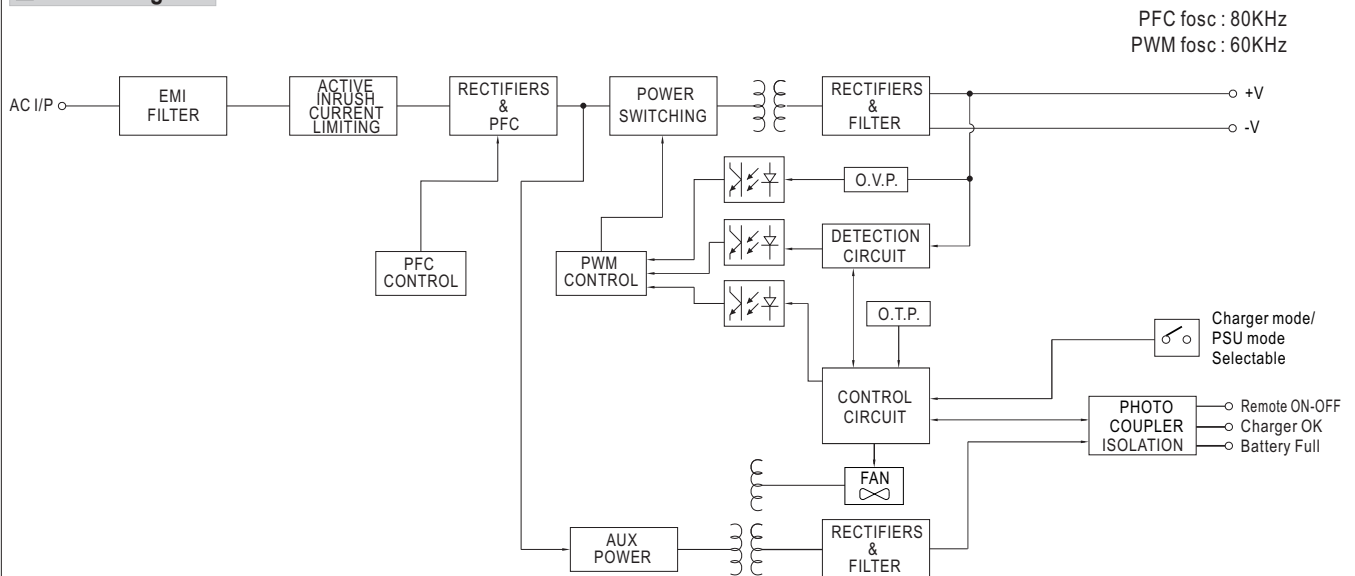 PFC fosc : 80KHz
PWM fosc : 60KHz
AC I/P
EMI
FILTER
ACTIVE
INRUSH
CURRENT
LIMITING
RECTIFIERS
&
PFC
POWER
SWITCHING
RECTIFIERS
&
FILTER
+V
-V
O.V.P.
DETECTION
CIRCUIT
PFC
CONTROL
PWM
CONTROL
O.T.P.
Charger mode/
PSU mode
Selectable
CONTROL
CIRCUIT
PHOTO
COUPLER
ISOLATION
Remote ON-OFF
Charger OK
Battery Full
FAN
AUX
POWER
RECTIFIERS
&
FILTER